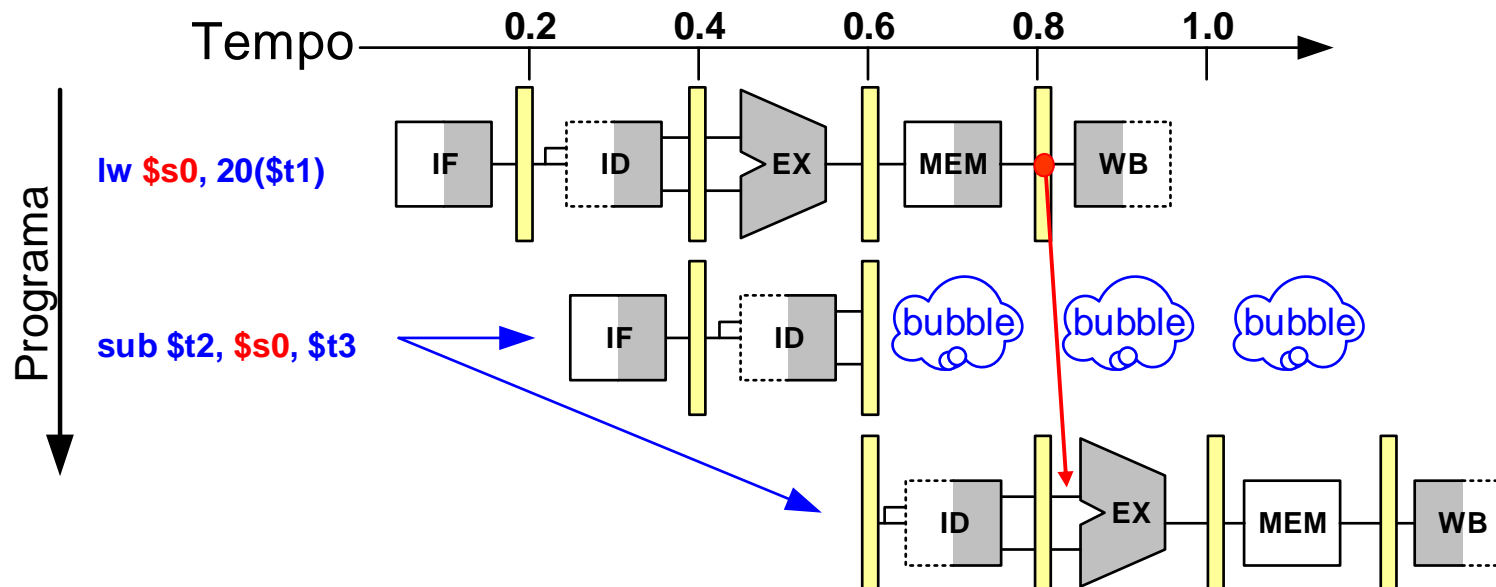 Tempo 0.2 0.4 0.6 0.8 1.0
Programa
lw $s0, 20($t1)
IF ID EX MEM WB
sub $t2, $s0, $t3
IF ID bubble bubble bubble
ID EX MEM WB